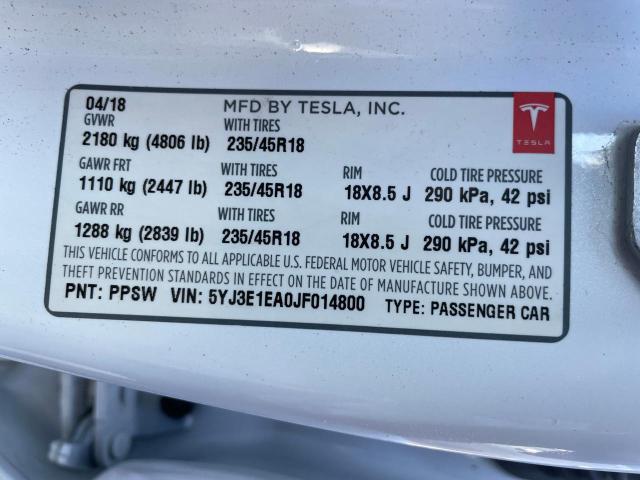 04/18 MFD BY TESLA, INC.
GVWR WITH TIRES
2180 kg (4806 lb) 235/45R18
TESLA
GAWR FRT WITH TIRES RIM COLD TIRE PRESSURE
1110 kg (2447 lb) 235/45R18 18X8.5 J 290 kPa, 42 psi
GAWR RR WITH TIRES RIM COLD TIRE PRESSURE
1288 kg (2839 lb) 235/45R18 18X8.5 J 290 kPa, 42 psi
THIS VEHICLE CONFORMS TO ALL APPLICABLE U.S. FEDERAL MOTOR VEHICLE SAFETY, BUMPER, AND
THEFT PREVENTION STANDARDS IN EFFECT ON THE DATE OF MANUFACTURE SHOWN ABOVE.
PNT: PPSW VIN: 5YJ3E1EA0JF014800 TYPE: PASSENGER CAR